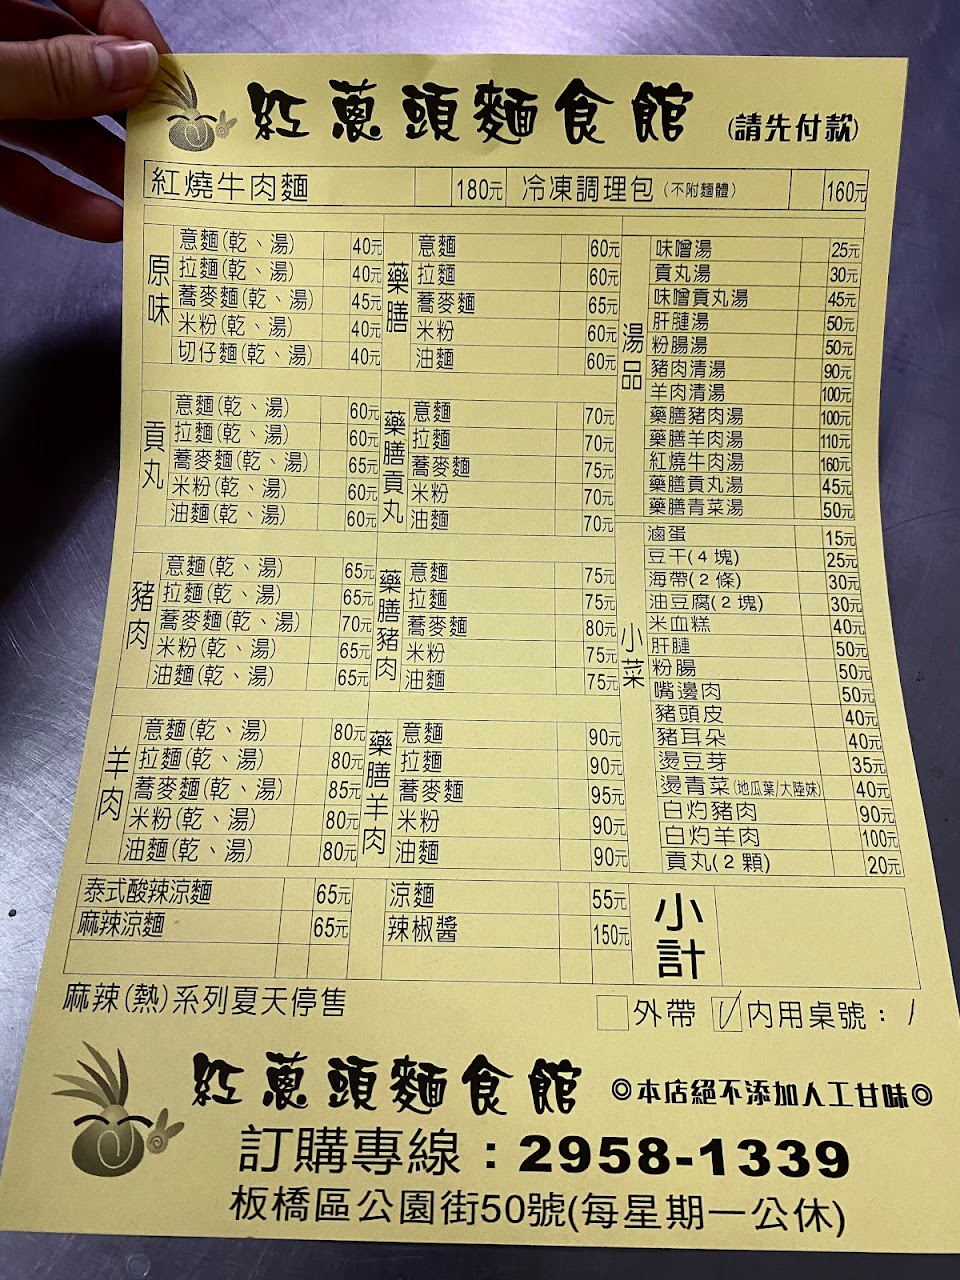 紅蔥頭麵食館 (請先付款)
紅燒牛肉麵 180元 冷凍調理包(不附麵體) 160元
原味
意麵(乾、湯) 40元
拉麵(乾、湯) 40元
蕎麥麵(乾、湯) 45元
米粉(乾、湯) 40元
切仔麵(乾、湯) 40元
貢丸
意麵(乾、湯) 60元
拉麵(乾、湯) 60元
蕎麥麵(乾、湯) 65元
米粉(乾、湯) 60元
油麵(乾、湯) 60元
豬肉
意麵(乾、湯) 65元
拉麵(乾、湯) 65元
蕎麥麵(乾、湯) 70元
米粉(乾、湯) 65元
油麵(乾、湯) 65元
羊肉
意麵(乾、湯) 80元
拉麵(乾、湯) 80元
蕎麥麵(乾、湯) 85元
米粉(乾、湯) 80元
油麵(乾、湯) 80元
藥膳
意麵 60元
拉麵 60元
蕎麥麵 65元
米粉 60元
油麵 60元
藥膳貢丸
意麵 70元
拉麵 70元
蕎麥麵 75元
米粉 70元
油麵 70元
藥膳豬肉
意麵 75元
拉麵 75元
蕎麥麵 80元
米粉 75元
油麵 75元
藥膳羊肉
意麵 90元
拉麵 90元
蕎麥麵 95元
米粉 90元
油麵 90元
湯品
味噌湯 25元
貢丸湯 30元
味噌貢丸湯 45元
肝腱湯 50元
粉腸湯 50元
豬肉清湯 90元
羊肉清湯 100元
藥膳豬肉湯 100元
藥膳羊肉湯 110元
紅燒牛肉湯 160元
藥膳貢丸湯 45元
藥膳青菜湯 50元
小菜
滷蛋 15元
豆干(4塊) 25元
海帶(2條) 30元
油豆腐(2塊) 30元
米血糕 40元
肝腱 50元
粉腸 50元
嘴邊肉 50元
豬頭皮 40元
豬耳朵 40元
燙豆芽 35元
燙青菜(地瓜葉/大陸妹) 40元
白灼豬肉 90元
白灼羊肉 100元
貢丸(2顆) 20元
泰式酸辣涼麵 65元 涼麵 55元
麻辣涼麵 65元 辣椒醬 150元
小計
麻辣(熱)系列夏天停售
外帶 內用桌號：1
紅蔥頭麵食館 ◎本店絕不添加人工甘味◎
訂購專線：2958-1339
板橋區公園街50號(每星期一公休)